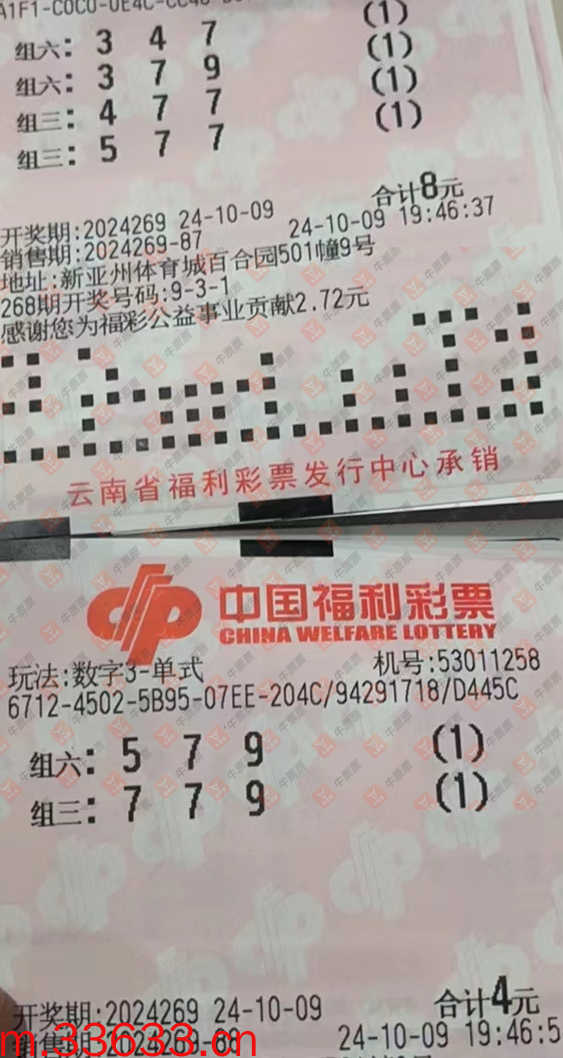 组六: 3 4 7 (1)
组六: 3 7 9 (1)
组三: 4 7 7 (1)
组三: 5 7 7 (1)
合计8元
开奖期:2024269 24-10-09
销售期:2024269-87 24-10-09 19:46:37
地址:新亚州体育城百合园501幢9号
268期开奖号码:9-3-1
感谢您为福彩公益事业贡献2.72元
云南省福利彩票发行中心承销
中国福利彩票
CHINA WELFARE LOTTERY
玩法:数字3-单式 机号:53011258
6712-4502-5B95-07EE-204C/94291718/D445C
组六: 5 7 9 (1)
组三: 7 7 9 (1)
开奖期:2024269 24-10-09 合计4元
销售期:2024269-88 24-10-09 19:46:5
m.33633.cn